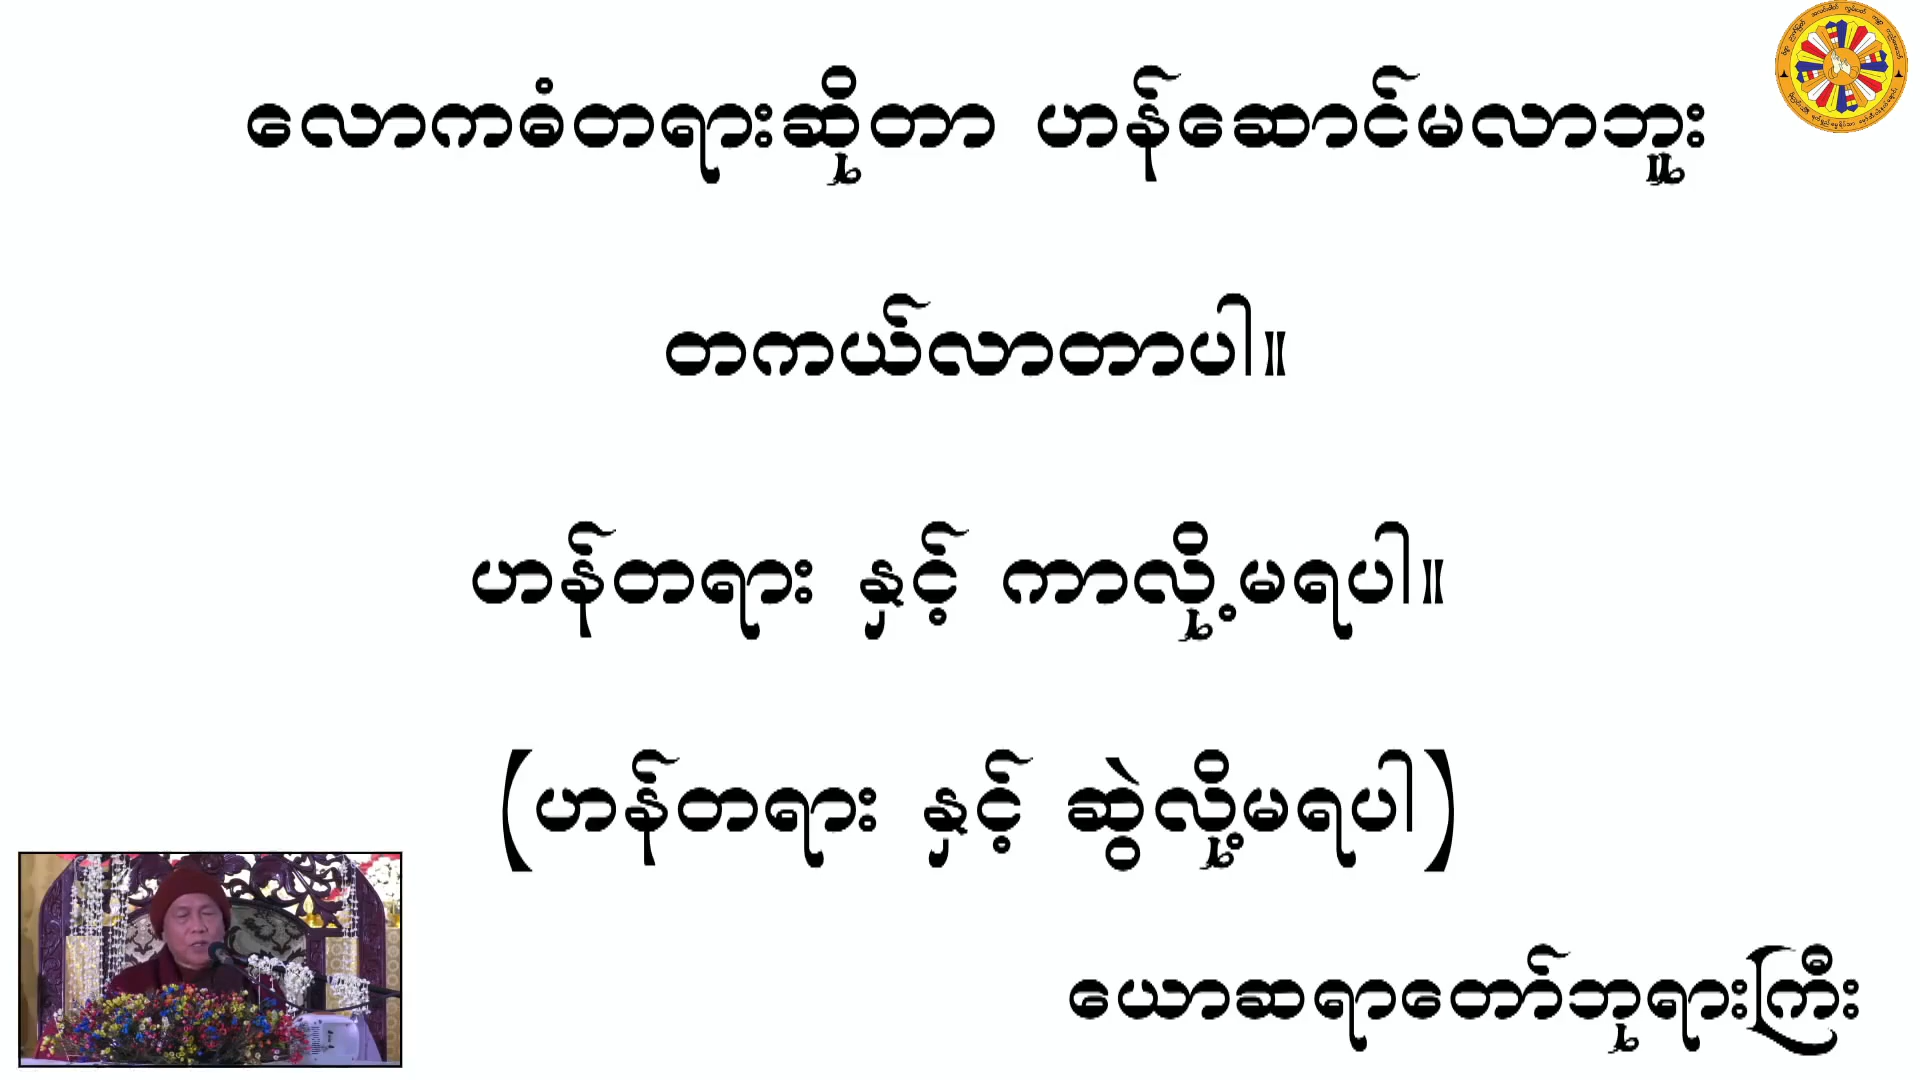 လောကဓံတရားဆိုတာ ဟန်ဆောင်မလာဘူး
တကယ်လာတာပါ။
ဟန်တရား နှင့် ကာလို့မရပါ။
(ဟန်တရား နှင့် ဆွဲလို့မရပါ)
ယောဆရာတော်ဘုရားကြီး